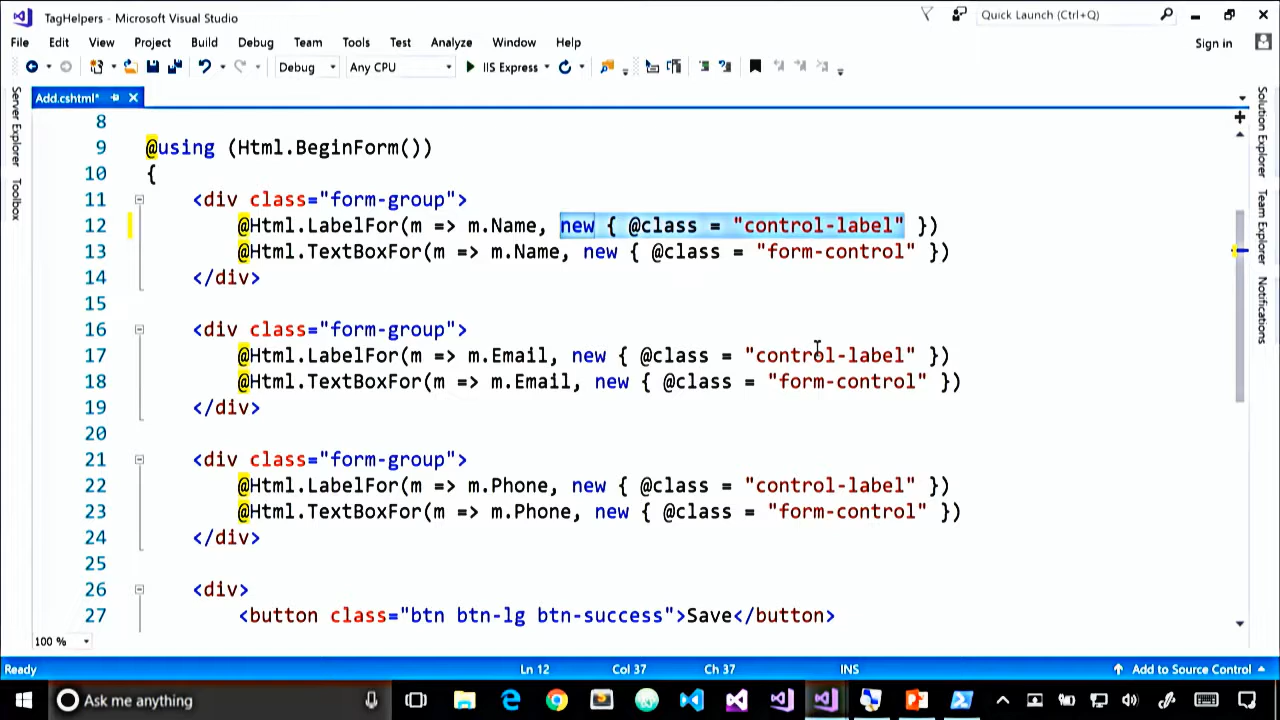 TagHelpers - Microsoft Visual Studio
Quick Launch (Ctrl+Q)
File Edit View Project Build Debug Team Tools Test Analyze Window Help
Sign in
Debug Any CPU IIS Express
Add.cshtml*
Server Explorer
Toolbox
Solution Explorer
Team Explorer
Notifications
8
9 @using (Html.BeginForm())
10 {
11 <div class="form-group">
12 @Html.LabelFor(m => m.Name, new { @class = "control-label" })
13 @Html.TextBoxFor(m => m.Name, new { @class = "form-control" })
14 </div>
15
16 <div class="form-group">
17 @Html.LabelFor(m => m.Email, new { @class = "control-label" })
18 @Html.TextBoxFor(m => m.Email, new { @class = "form-control" })
19 </div>
20
21 <div class="form-group">
22 @Html.LabelFor(m => m.Phone, new { @class = "control-label" })
23 @Html.TextBoxFor(m => m.Phone, new { @class = "form-control" })
24 </div>
25
26 <div>
27 <button class="btn btn-lg btn-success">Save</button>
100 %
Ready Ln 12 Col 37 Ch 37 INS Add to Source Control
Ask me anything